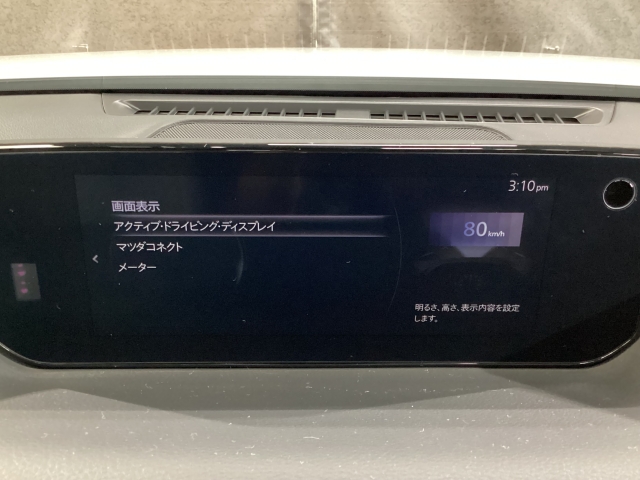 3:10pm
画面表示
アクティブ・ドライビング・ディスプレイ
80km/h
マツダコネクト
メーター
明るさ、高さ、表示内容を設定
します。